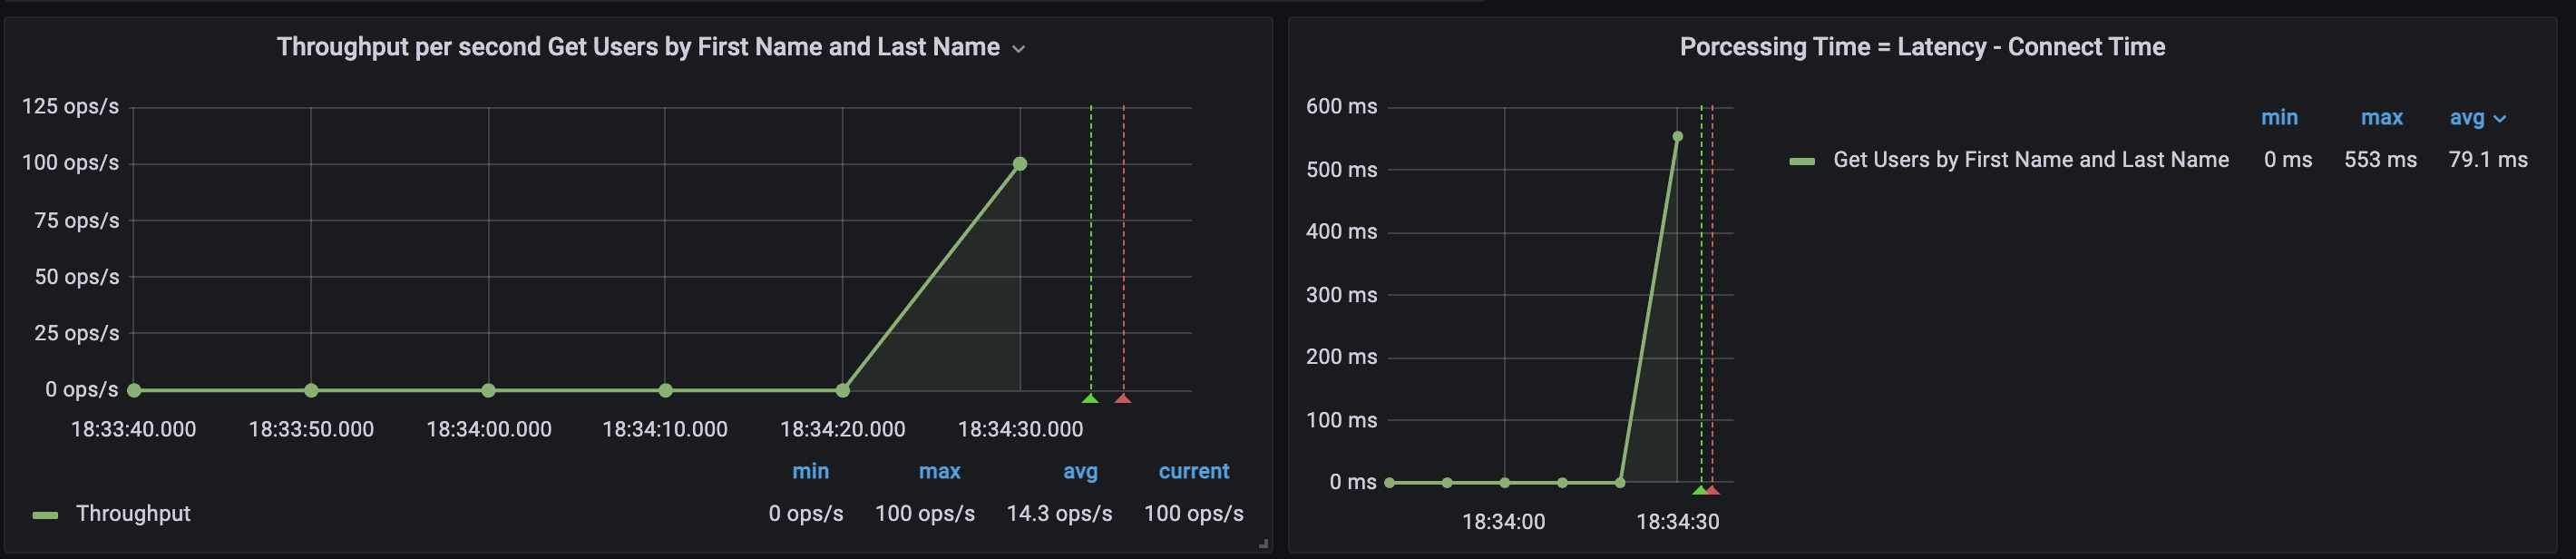 Throughput per second Get Users by First Name and Last Name
125 ops/s
100 ops/s
75 ops/s
50 ops/s
25 ops/s
0 ops/s
18:33:40.000 18:33:50.000 18:34:00.000 18:34:10.000 18:34:20.000 18:34:30.000
min max avg current
Throughput 0 ops/s 100 ops/s 14.3 ops/s 100 ops/s
Porcessing Time = Latency - Connect Time
600 ms
500 ms
400 ms
300 ms
200 ms
100 ms
0 ms
18:34:00 18:34:30
min max avg
Get Users by First Name and Last Name 0 ms 553 ms 79.1 ms